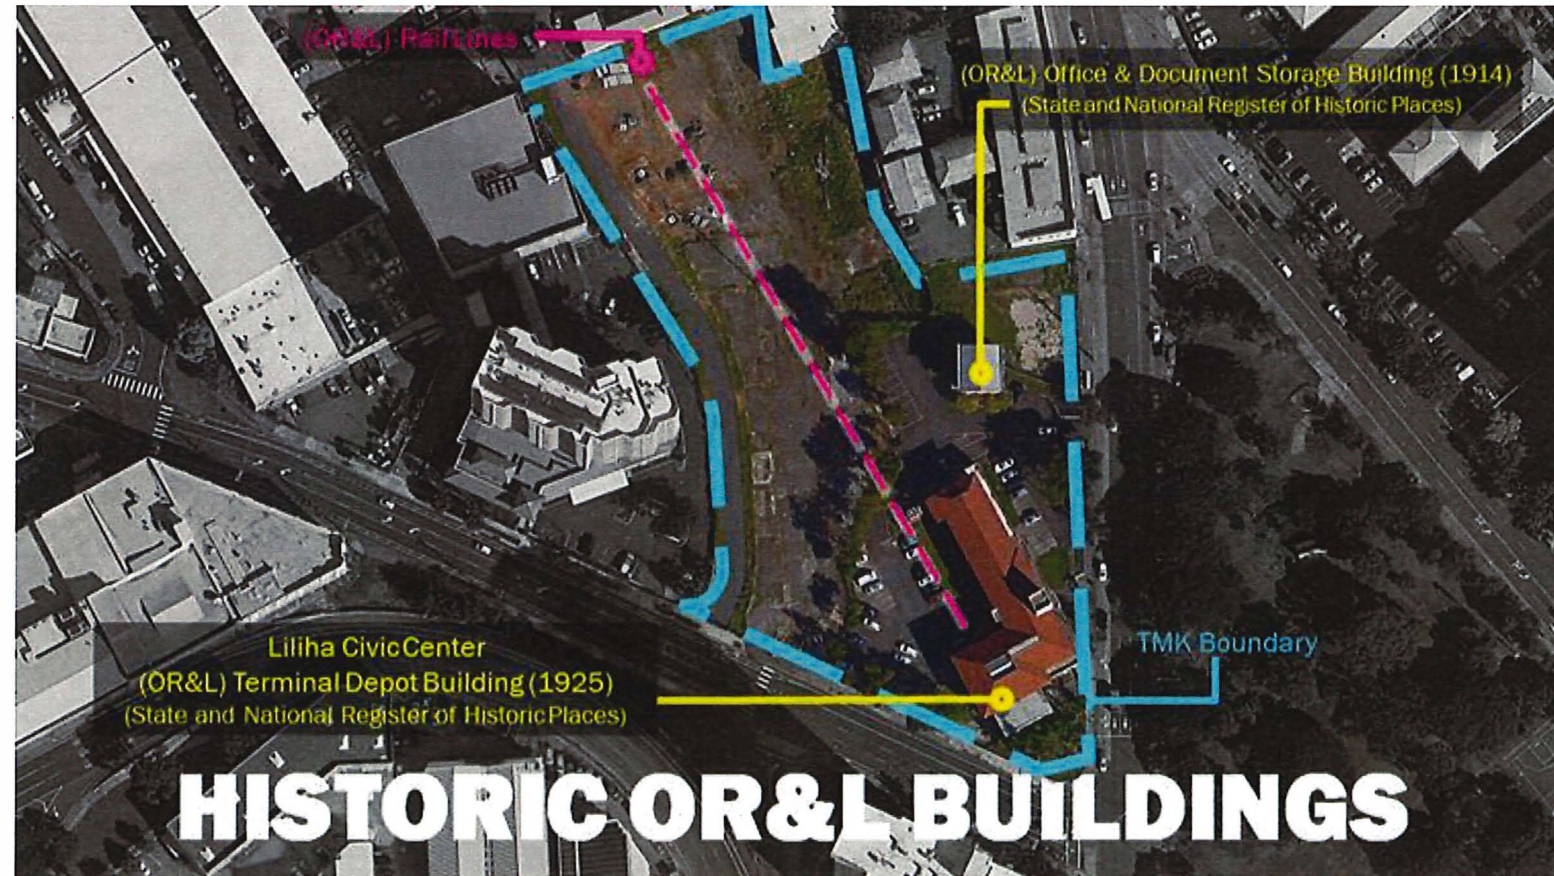 (OR&L) Rail Lines
(OR&L) Office & Document Storage Building (1914)
(State and National Register of Historic Places)
Liliha Civic Center
(OR&L) Terminal Depot Building (1925)
(State and National Register of Historic Places)
TMK Boundary
HISTORIC OR&L BUILDINGS